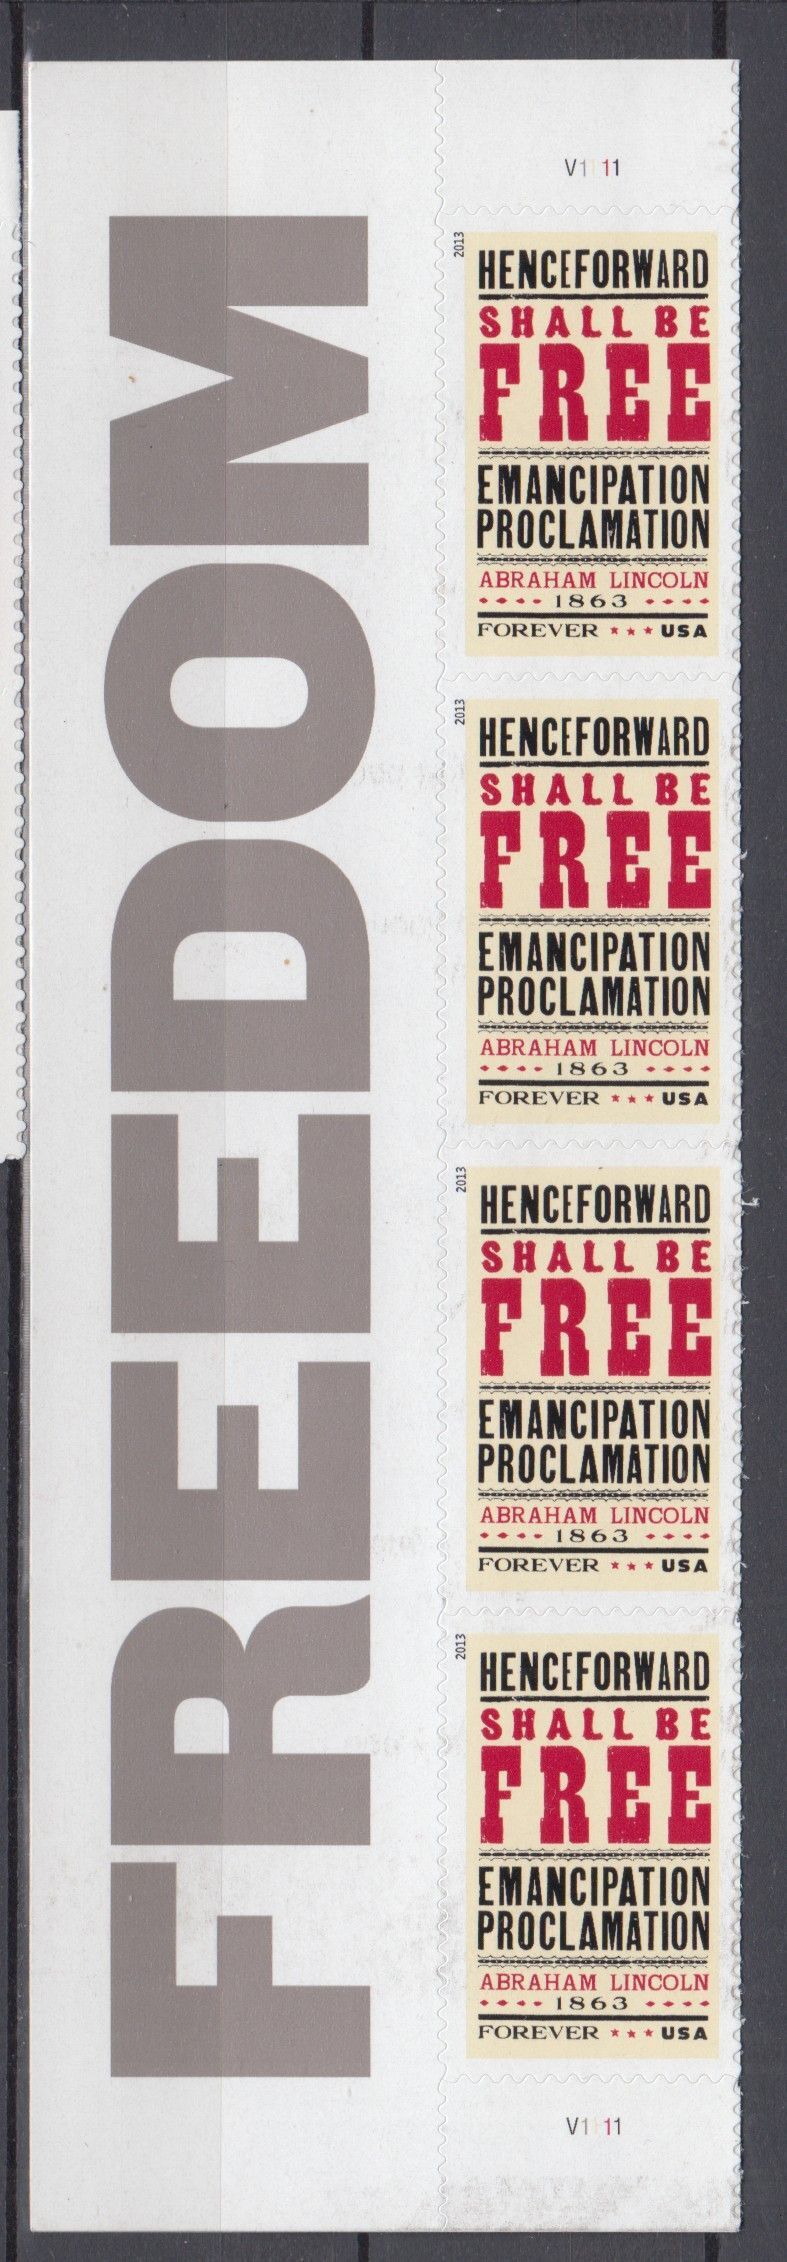 FREEDOM
V1111
2013
HENCEFORWARD
SHALL BE
FREE
EMANCIPATION
PROCLAMATION
ABRAHAM LINCOLN
1863
FOREVER USA
2013
HENCEFORWARD
SHALL BE
FREE
EMANCIPATION
PROCLAMATION
ABRAHAM LINCOLN
1863
FOREVER USA
2013
HENCEFORWARD
SHALL BE
FREE
EMANCIPATION
PROCLAMATION
ABRAHAM LINCOLN
1863
FOREVER USA
2013
HENCEFORWARD
SHALL BE
FREE
EMANCIPATION
PROCLAMATION
ABRAHAM LINCOLN
1863
FOREVER USA
V1111